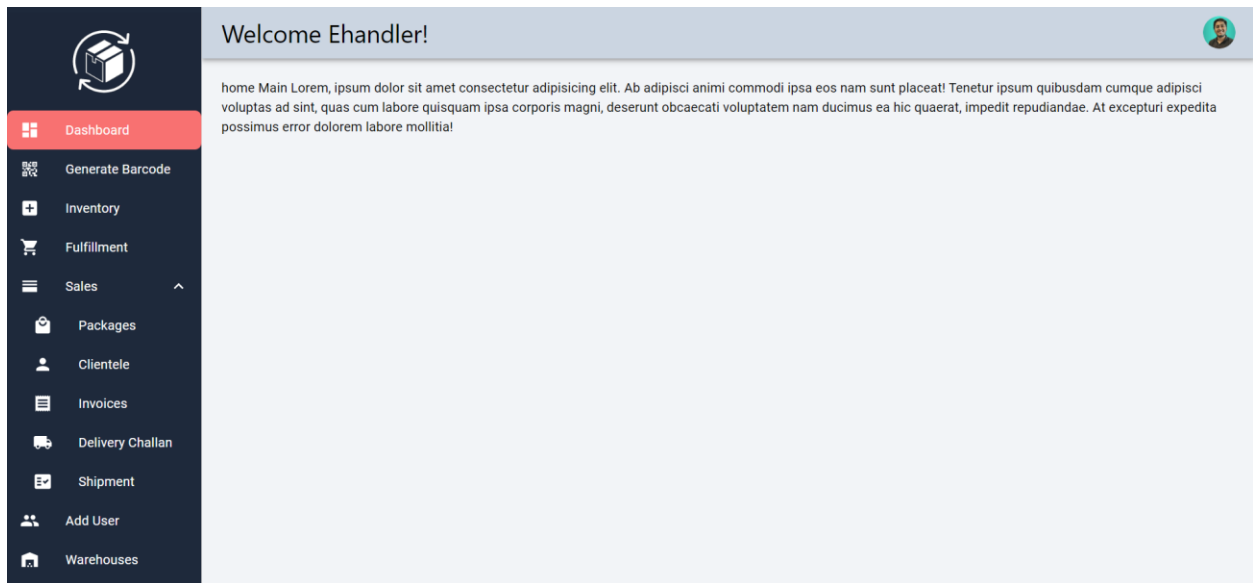 Welcome Ehandler!
Dashboard
Generate Barcode
Inventory
Fulfillment
Sales
Packages
Clientele
Invoices
Delivery Challan
Shipment
Add User
Warehouses
home Main Lorem, ipsum dolor sit amet consectetur adipisicing elit. Ab adipisci animi commodi ipsa eos nam sunt placeat! Tenetur ipsum quibusdam cumque adipisci
voluptas ad sint, quas cum labore quisquam ipsa corporis magni, deserunt obcaecati voluptatem nam ducimus ea hic quaerat, impedit repudiandae. At excepturi expedita
possimus error dolorem labore mollitia!